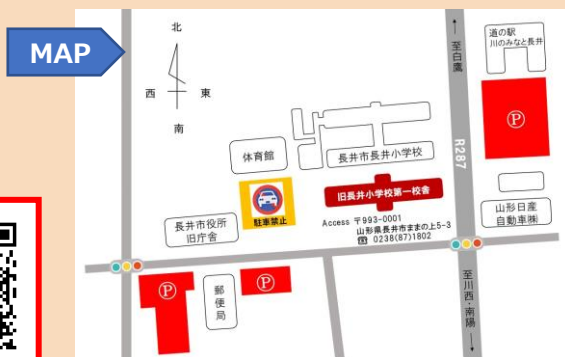 MAP
北
西
東
南
↑
至白鷹
道の駅
川のみなと長井
Ⓟ
R287
体育館
長井市長井小学校
駐車禁止
旧長井小学校第一校舎
長井市役所
旧庁舎
Access 〒993-0001
山形県長井市ままの上5-3
☎ 0238(87)1802
山形日産
自動車㈱
Ⓟ
郵便局
Ⓟ
至川西・南陽
↓